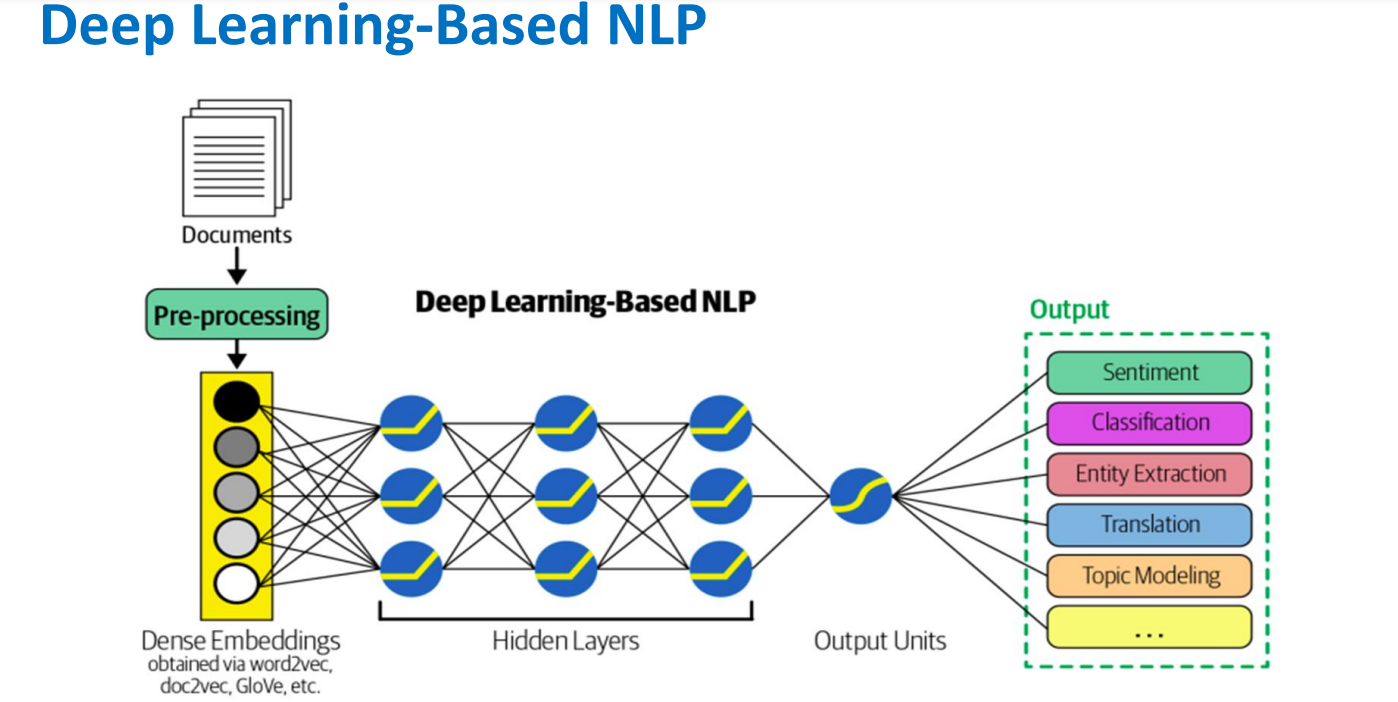 Deep Learning-Based NLP
Documents
Pre-processing
Deep Learning-Based NLP
Dense Embeddings
obtained via word2vec,
doc2vec, GloVe, etc.
Hidden Layers
Output Units
Output
Sentiment
Classification
Entity Extraction
Translation
Topic Modeling
...